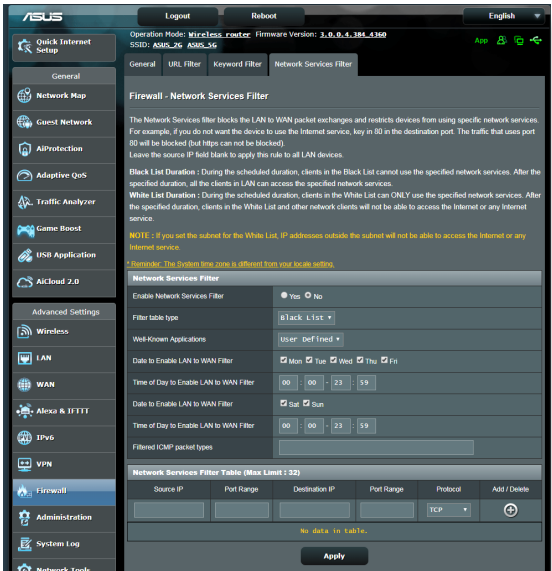 ASUS
Logout
Reboot
English
Operation Mode: Wireless router Firmware Version: 3.0.0.4.384_4360
SSID: ASUS_2G ASUS_5G
App
Quick Internet
Setup
General
Network Map
Guest Network
AiProtection
Adaptive QoS
Traffic Analyzer
Game Boost
USB Application
AiCloud 2.0
Advanced Settings
Wireless
LAN
WAN
Alexa & IFTTT
IPv6
VPN
Firewall
Administration
System Log
Network Tools
General URL Filter Keyword Filter Network Services Filter
Firewall - Network Services Filter
The Network Services filter blocks the LAN to WAN packet exchanges and restricts devices from using specific network services.
For example, if you do not want the device to use the Internet service, key in 80 in the destination port. The traffic that uses port
80 will be blocked (but https can not be blocked).
Leave the source IP field blank to apply this rule to all LAN devices.
Black List Duration : During the scheduled duration, clients in the Black List cannot use the specified network services. After the
specified duration, all the clients in LAN can access the specified network services.
White List Duration : During the scheduled duration, clients in the White List can ONLY use the specified network services. After
the specified duration, clients in the White List and other network clients will not be able to access the Internet or any Internet
service.
NOTE : If you set the subnet for the White List, IP addresses outside the subnet will not be able to access the Internet or any
Internet service.
* Reminder: The System time zone is different from your locale setting.
Network Services Filter
Enable Network Services Filter Yes No
Filter table type Black List
Well-Known Applications User Defined
Date to Enable LAN to WAN Filter Mon Tue Wed Thu Fri
Time of Day to Enable LAN to WAN Filter 00 : 00 - 23 : 59
Date to Enable LAN to WAN Filter Sat Sun
Time of Day to Enable LAN to WAN Filter 00 : 00 - 23 : 59
Filtered ICMP packet types
Network Services Filter Table (Max Limit : 32)
Source IP Port Range Destination IP Port Range Protocol Add / Delete
TCP
No data in table.
Apply